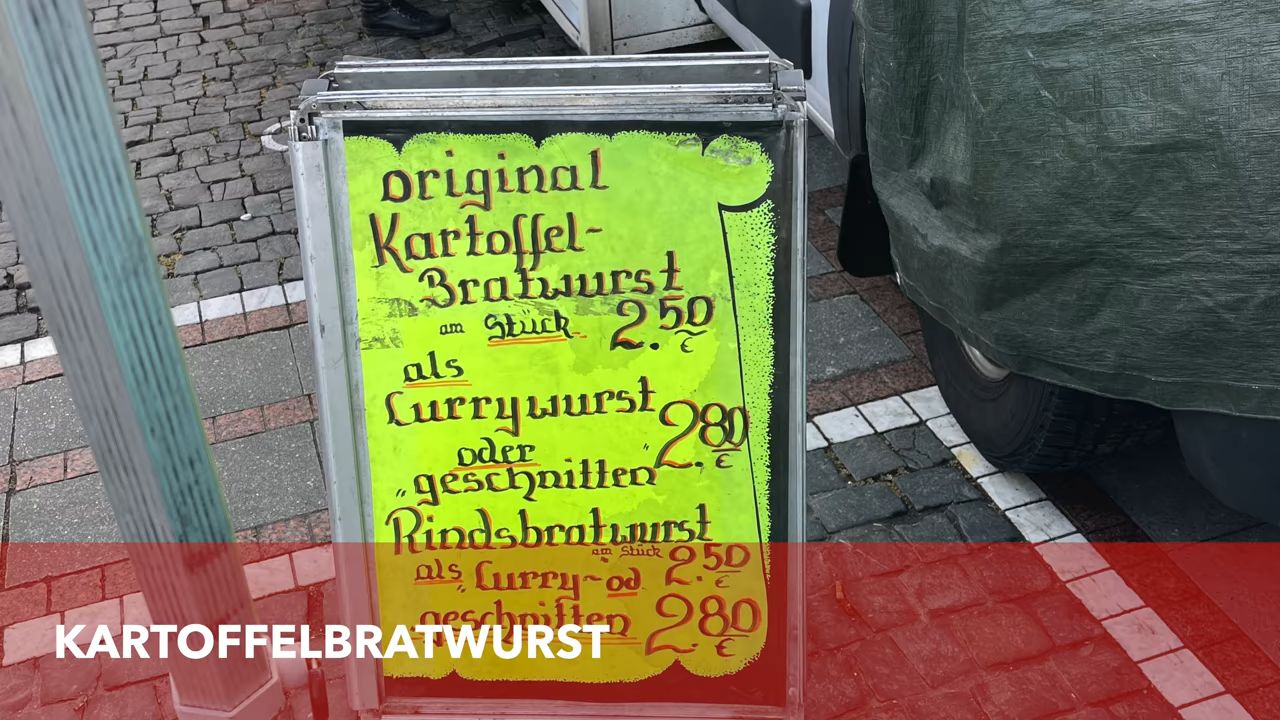 original
Kartoffel-
Bratwurst
am Stück 2.50 €
als
Currywurst 2.80 €
oder
„geschnitten"
Rindsbratwurst
am Stück 2.50 €
als „Curry-od.
geschnitten 2.80 €
KARTOFFELBRATWURST